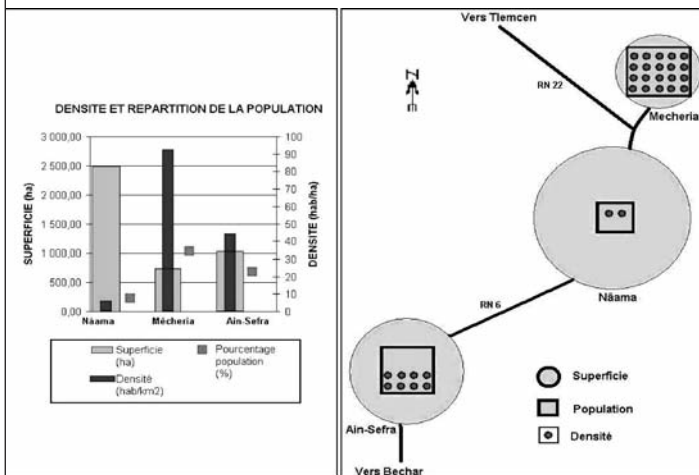 DENSITE ET REPARTITION DE LA POPULATION
SUPERFICIE (ha)
3 000,00
2 500,00
2 000,00
1 500,00
1 000,00
500,00
0,00
100
90
80
70
60
50
40
30
20
10
0
DENSITE (hab/ha)
Nàama
Mécheria
Ain-Sefra
Superficie (ha)
Densité (hab/km2)
Pourcentage population (%)
Vers Tlemcen
N
RN 22
Mecheria
Nâama
RN 6
Ain-Sefra
Vers Bechar
Superficie
Population
Densité